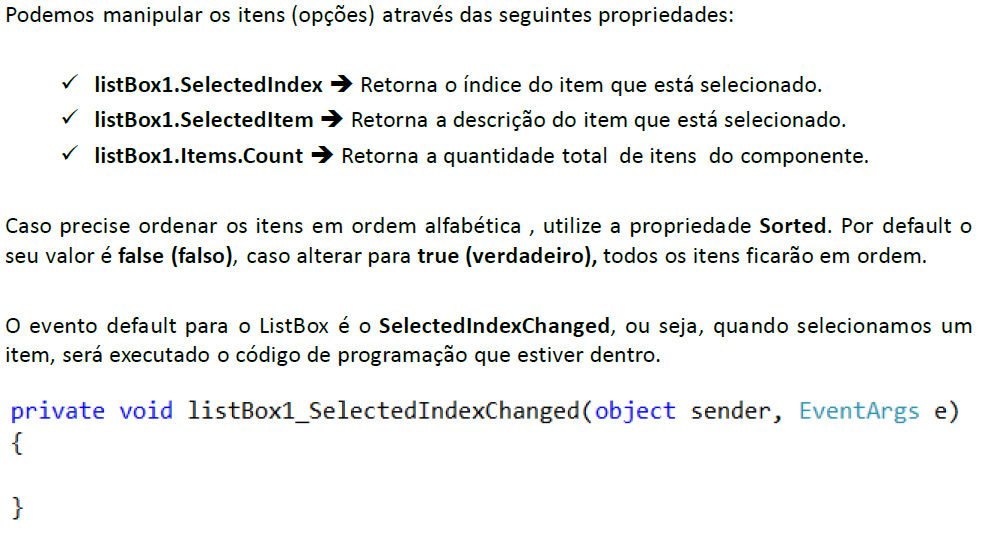 Podemos manipular os itens (opções) através das seguintes propriedades:
✓ listBox1.SelectedIndex ➔ Retorna o índice do item que está selecionado.
✓ listBox1.SelectedItem ➔ Retorna a descrição do item que está selecionado.
✓ listBox1.Items.Count ➔ Retorna a quantidade total de itens do componente.
Caso precise ordenar os itens em ordem alfabética , utilize a propriedade Sorted. Por default o
seu valor é false (falso), caso alterar para true (verdadeiro), todos os itens ficarão em ordem.
O evento default para o ListBox é o SelectedIndexChanged, ou seja, quando selecionamos um
item, será executado o código de programação que estiver dentro.
private void listBox1_SelectedIndexChanged(object sender, EventArgs e)
{
}